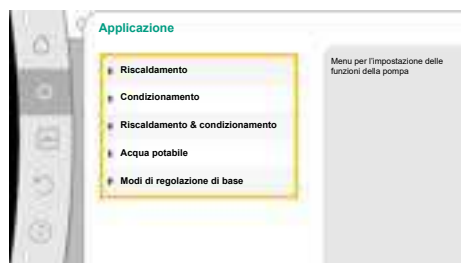 Applicazione
Riscaldamento
Condizionamento
Riscaldamento & condizionamento
Acqua potabile
Modi di regolazione di base
Menu per l'impostazione delle
funzioni della pompa